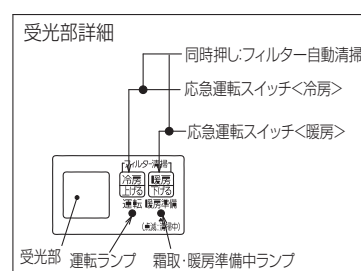 受光部詳細
同時押し:フィルター自動清掃
応急運転スイッチ<冷房>
応急運転スイッチ<暖房>
フィルター清掃
冷房 暖房
上げる 下げる
運転 暖房準備
(点滅:清掃中)
受光部 運転ランプ 霜取・暖房準備中ランプ